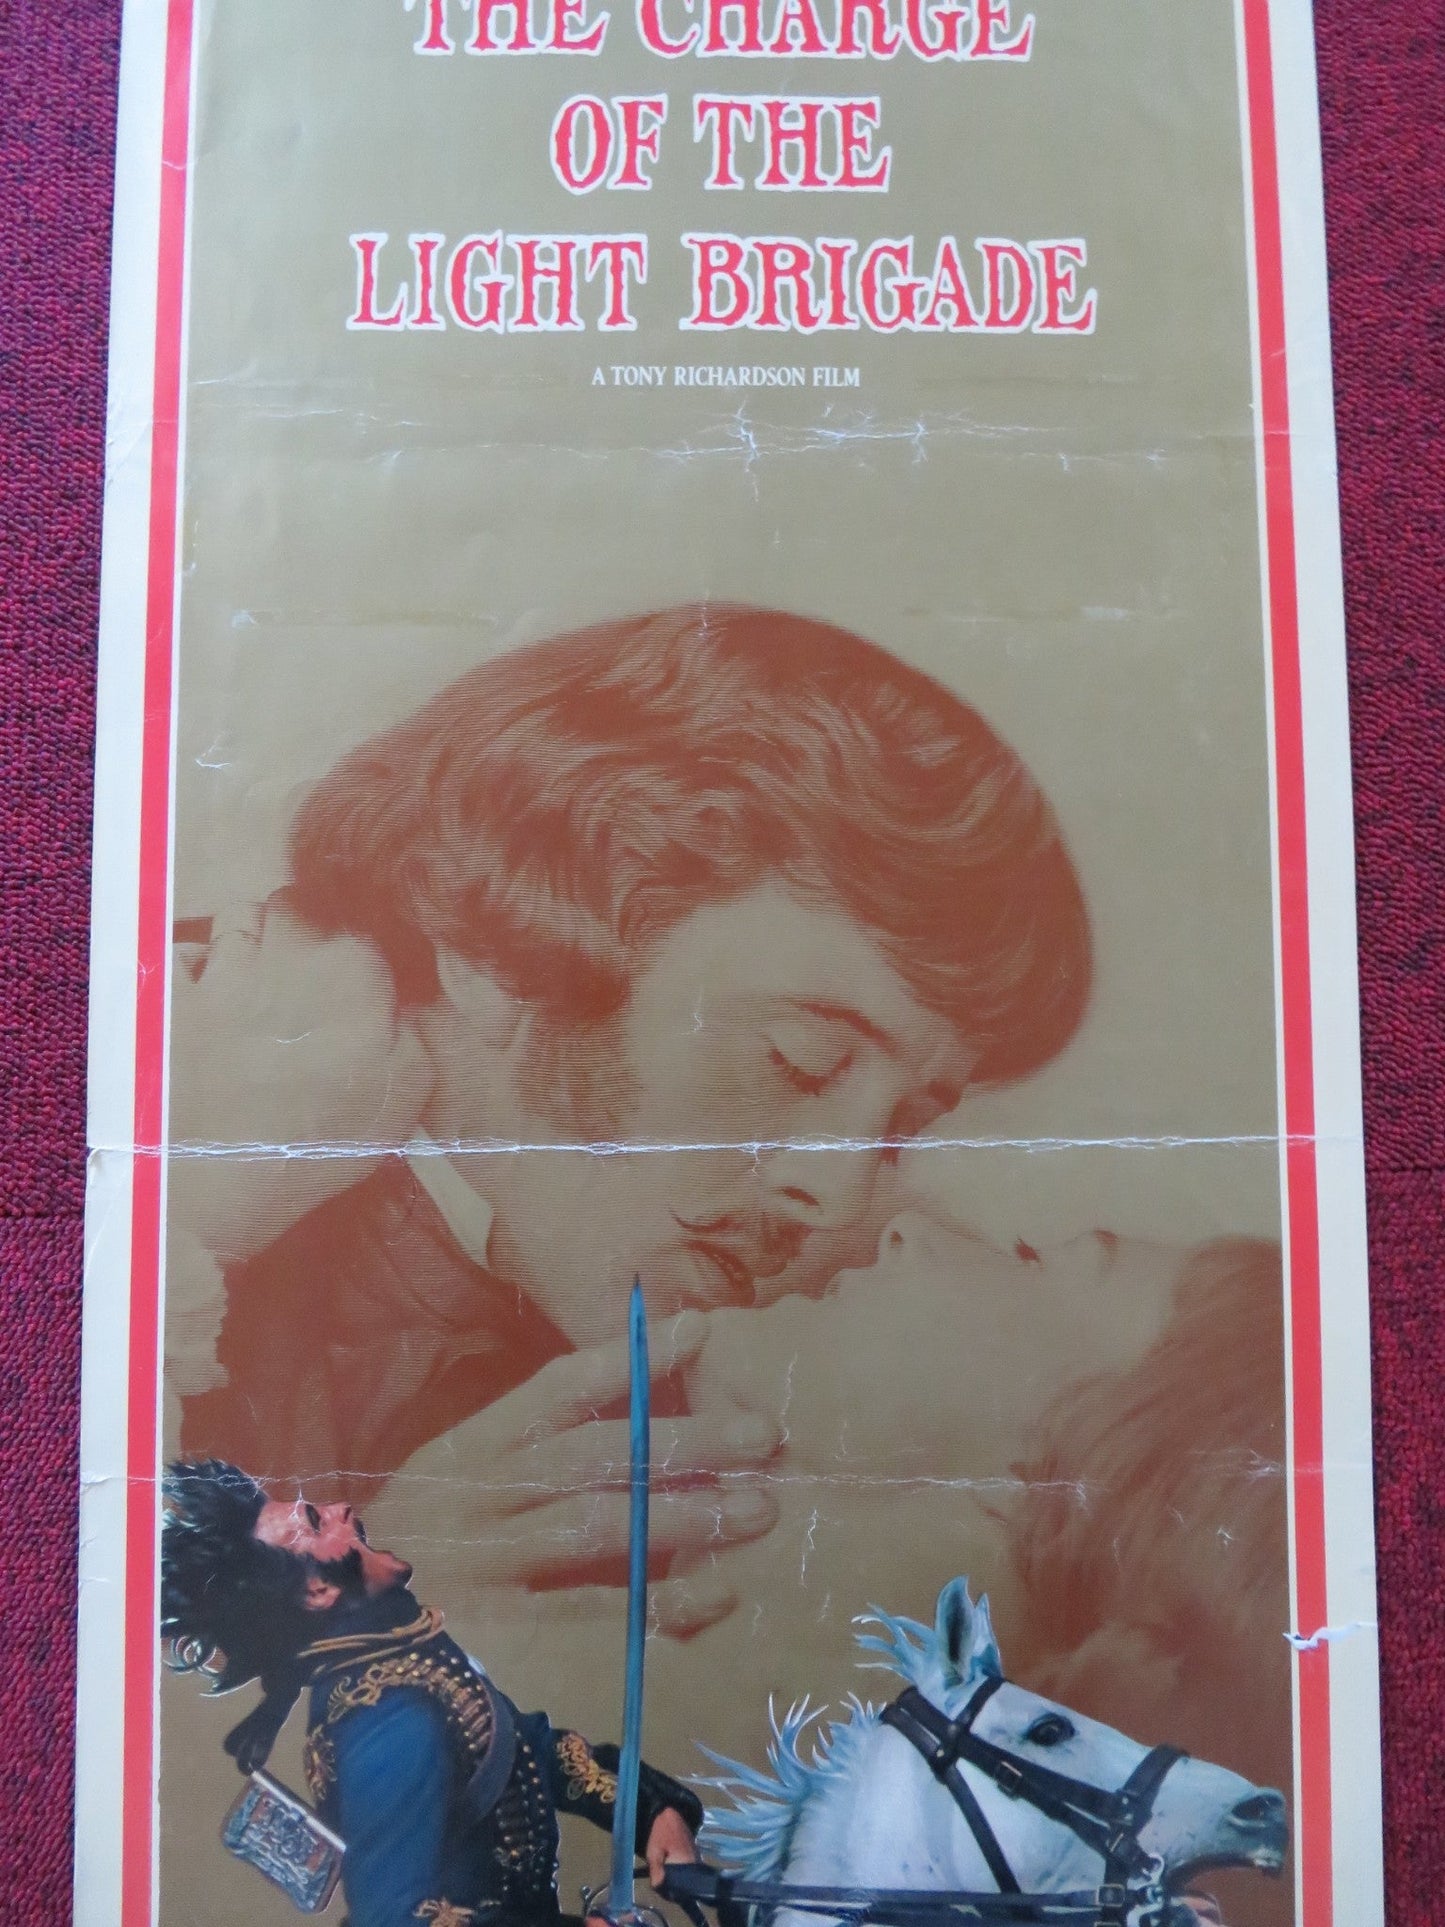 THE CHARGE
OF THE
LIGHT BRIGADE
A TONY RICHARDSON FILM